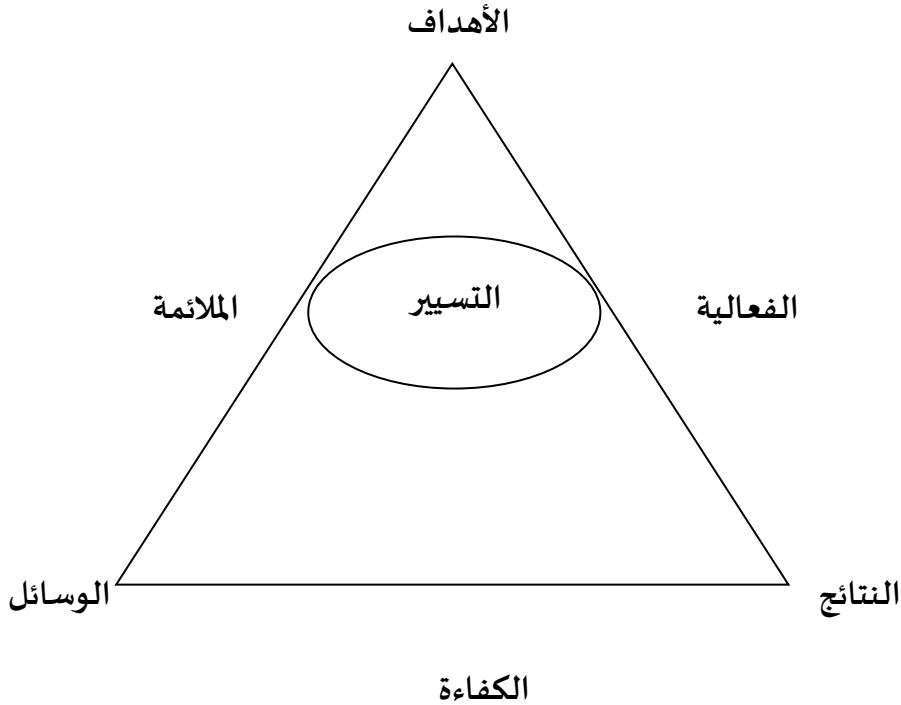 الأهداف
الفعالية
التسيير
الملائمة
النتائج
الوسائل
الكفاءة